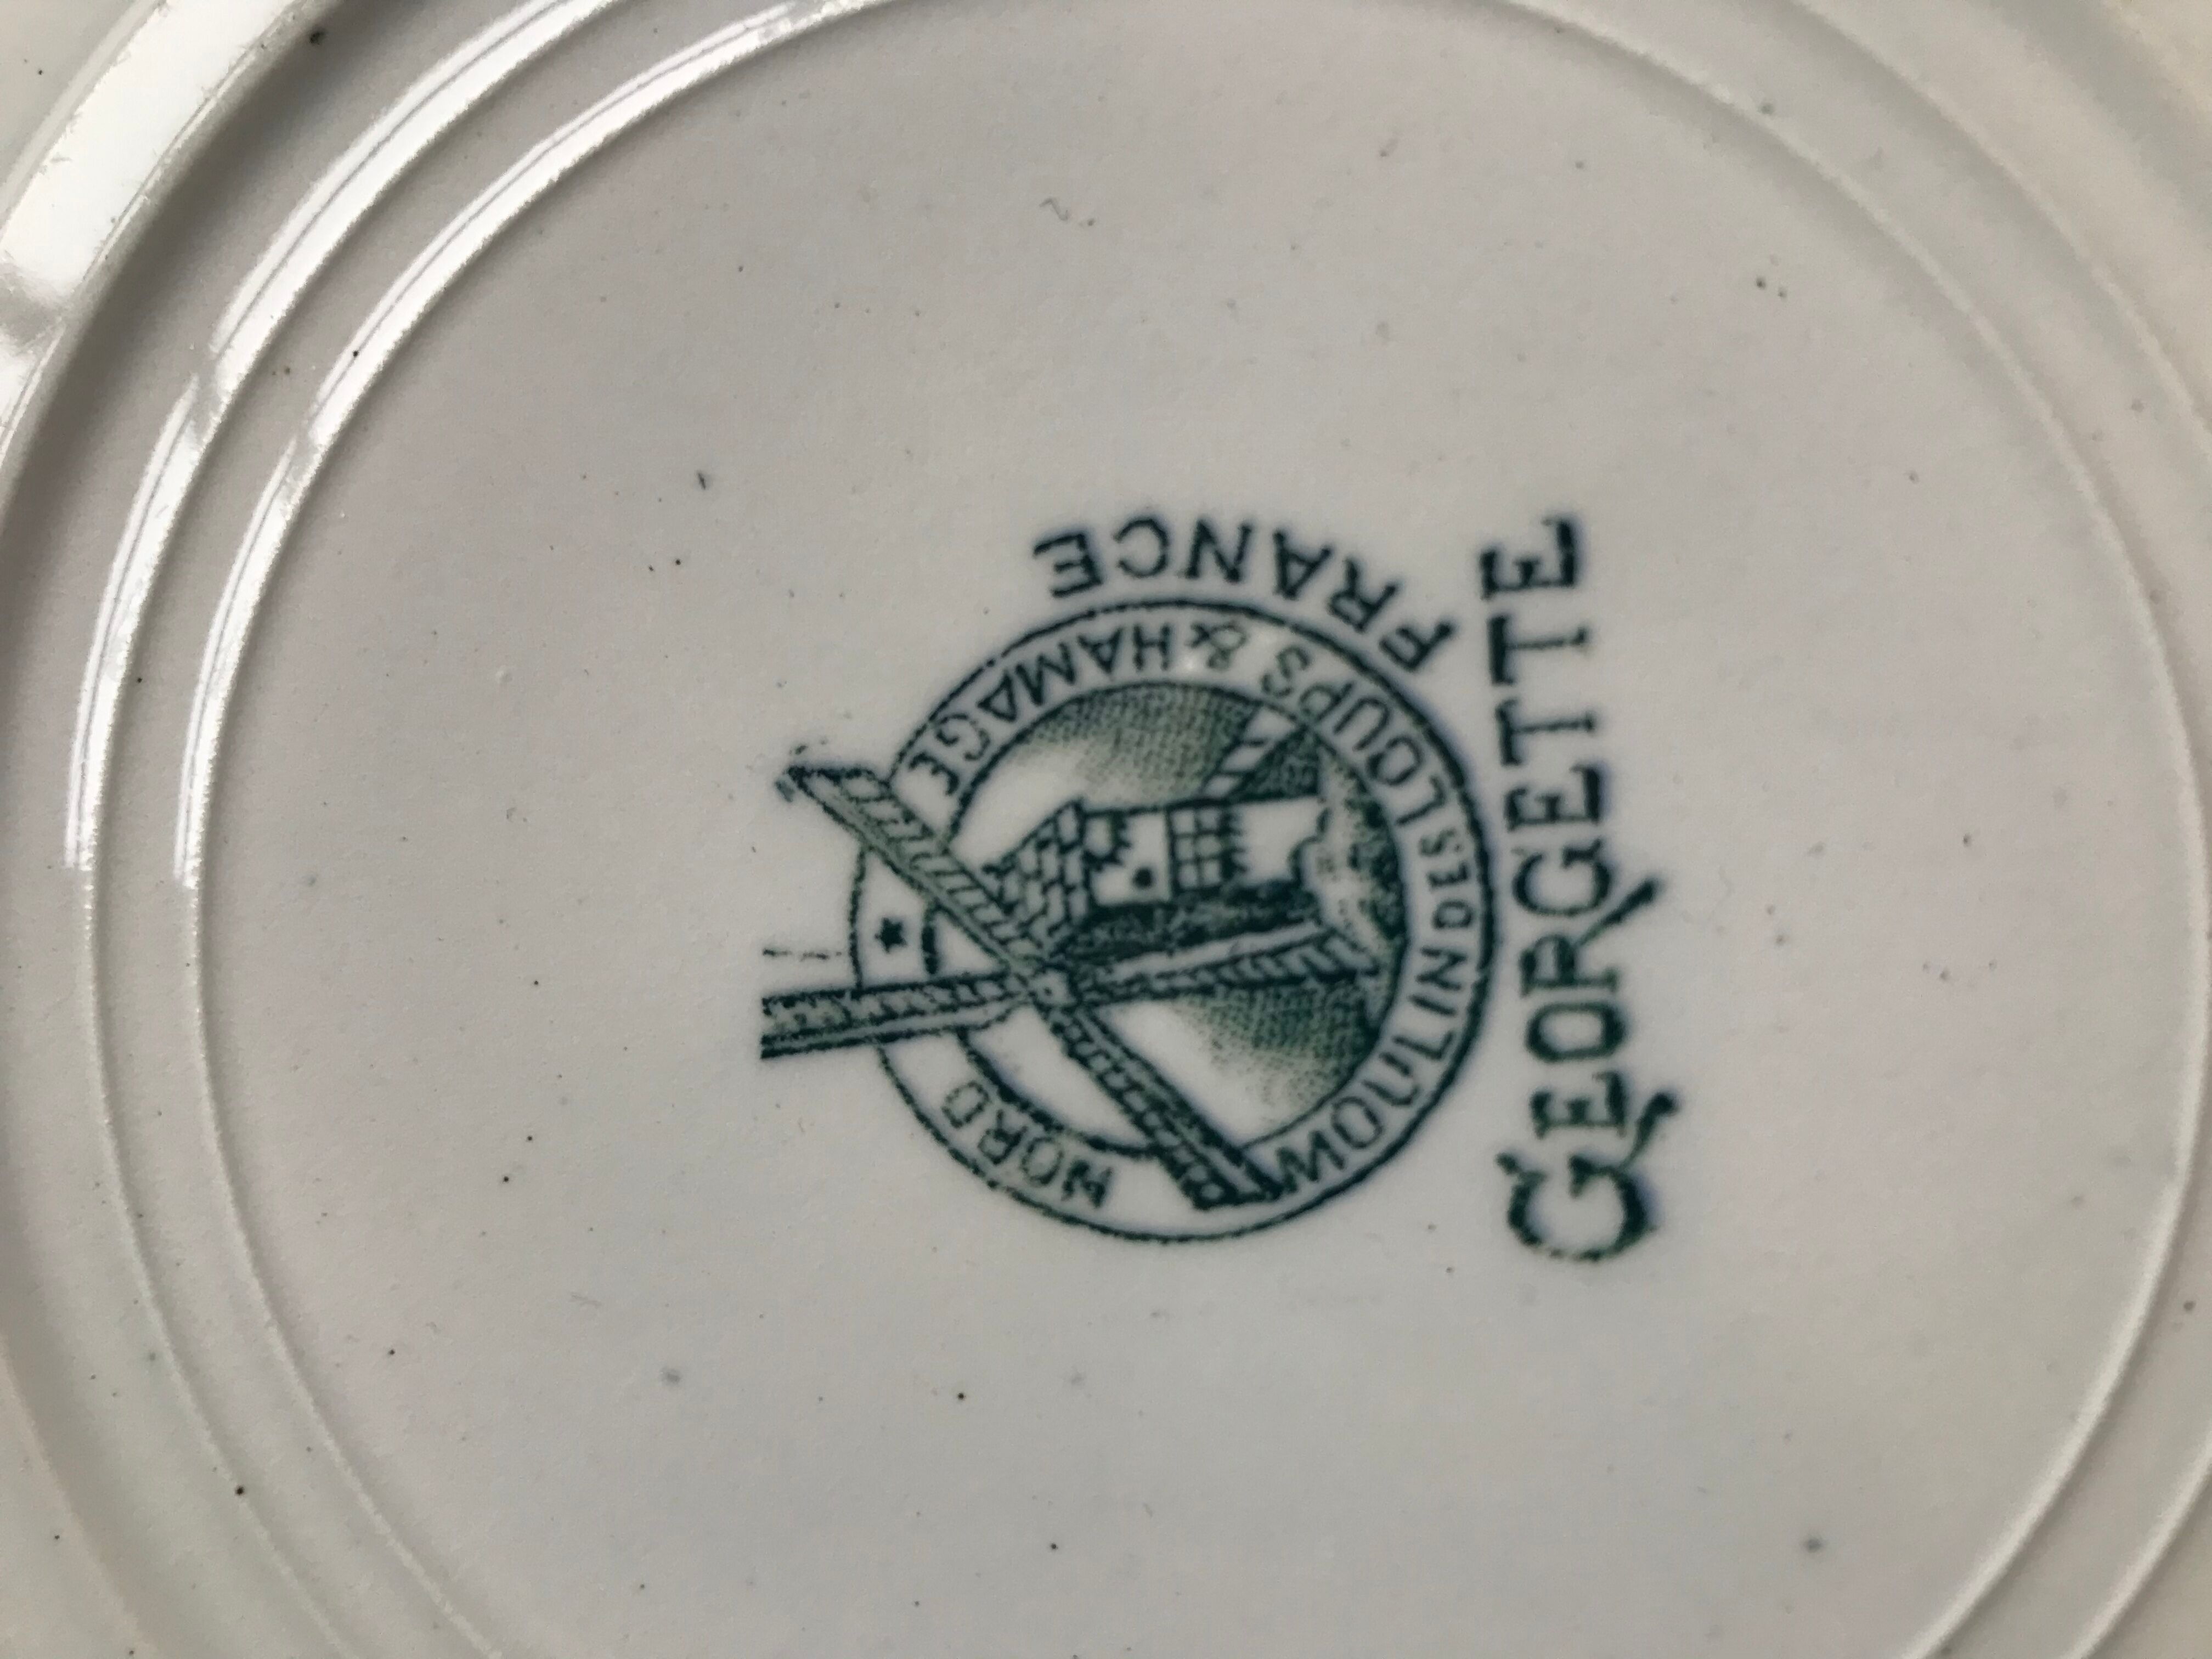 MOULIN DES LOUPS & HAMAGE
NORD
FRANCE
GEORGETTE